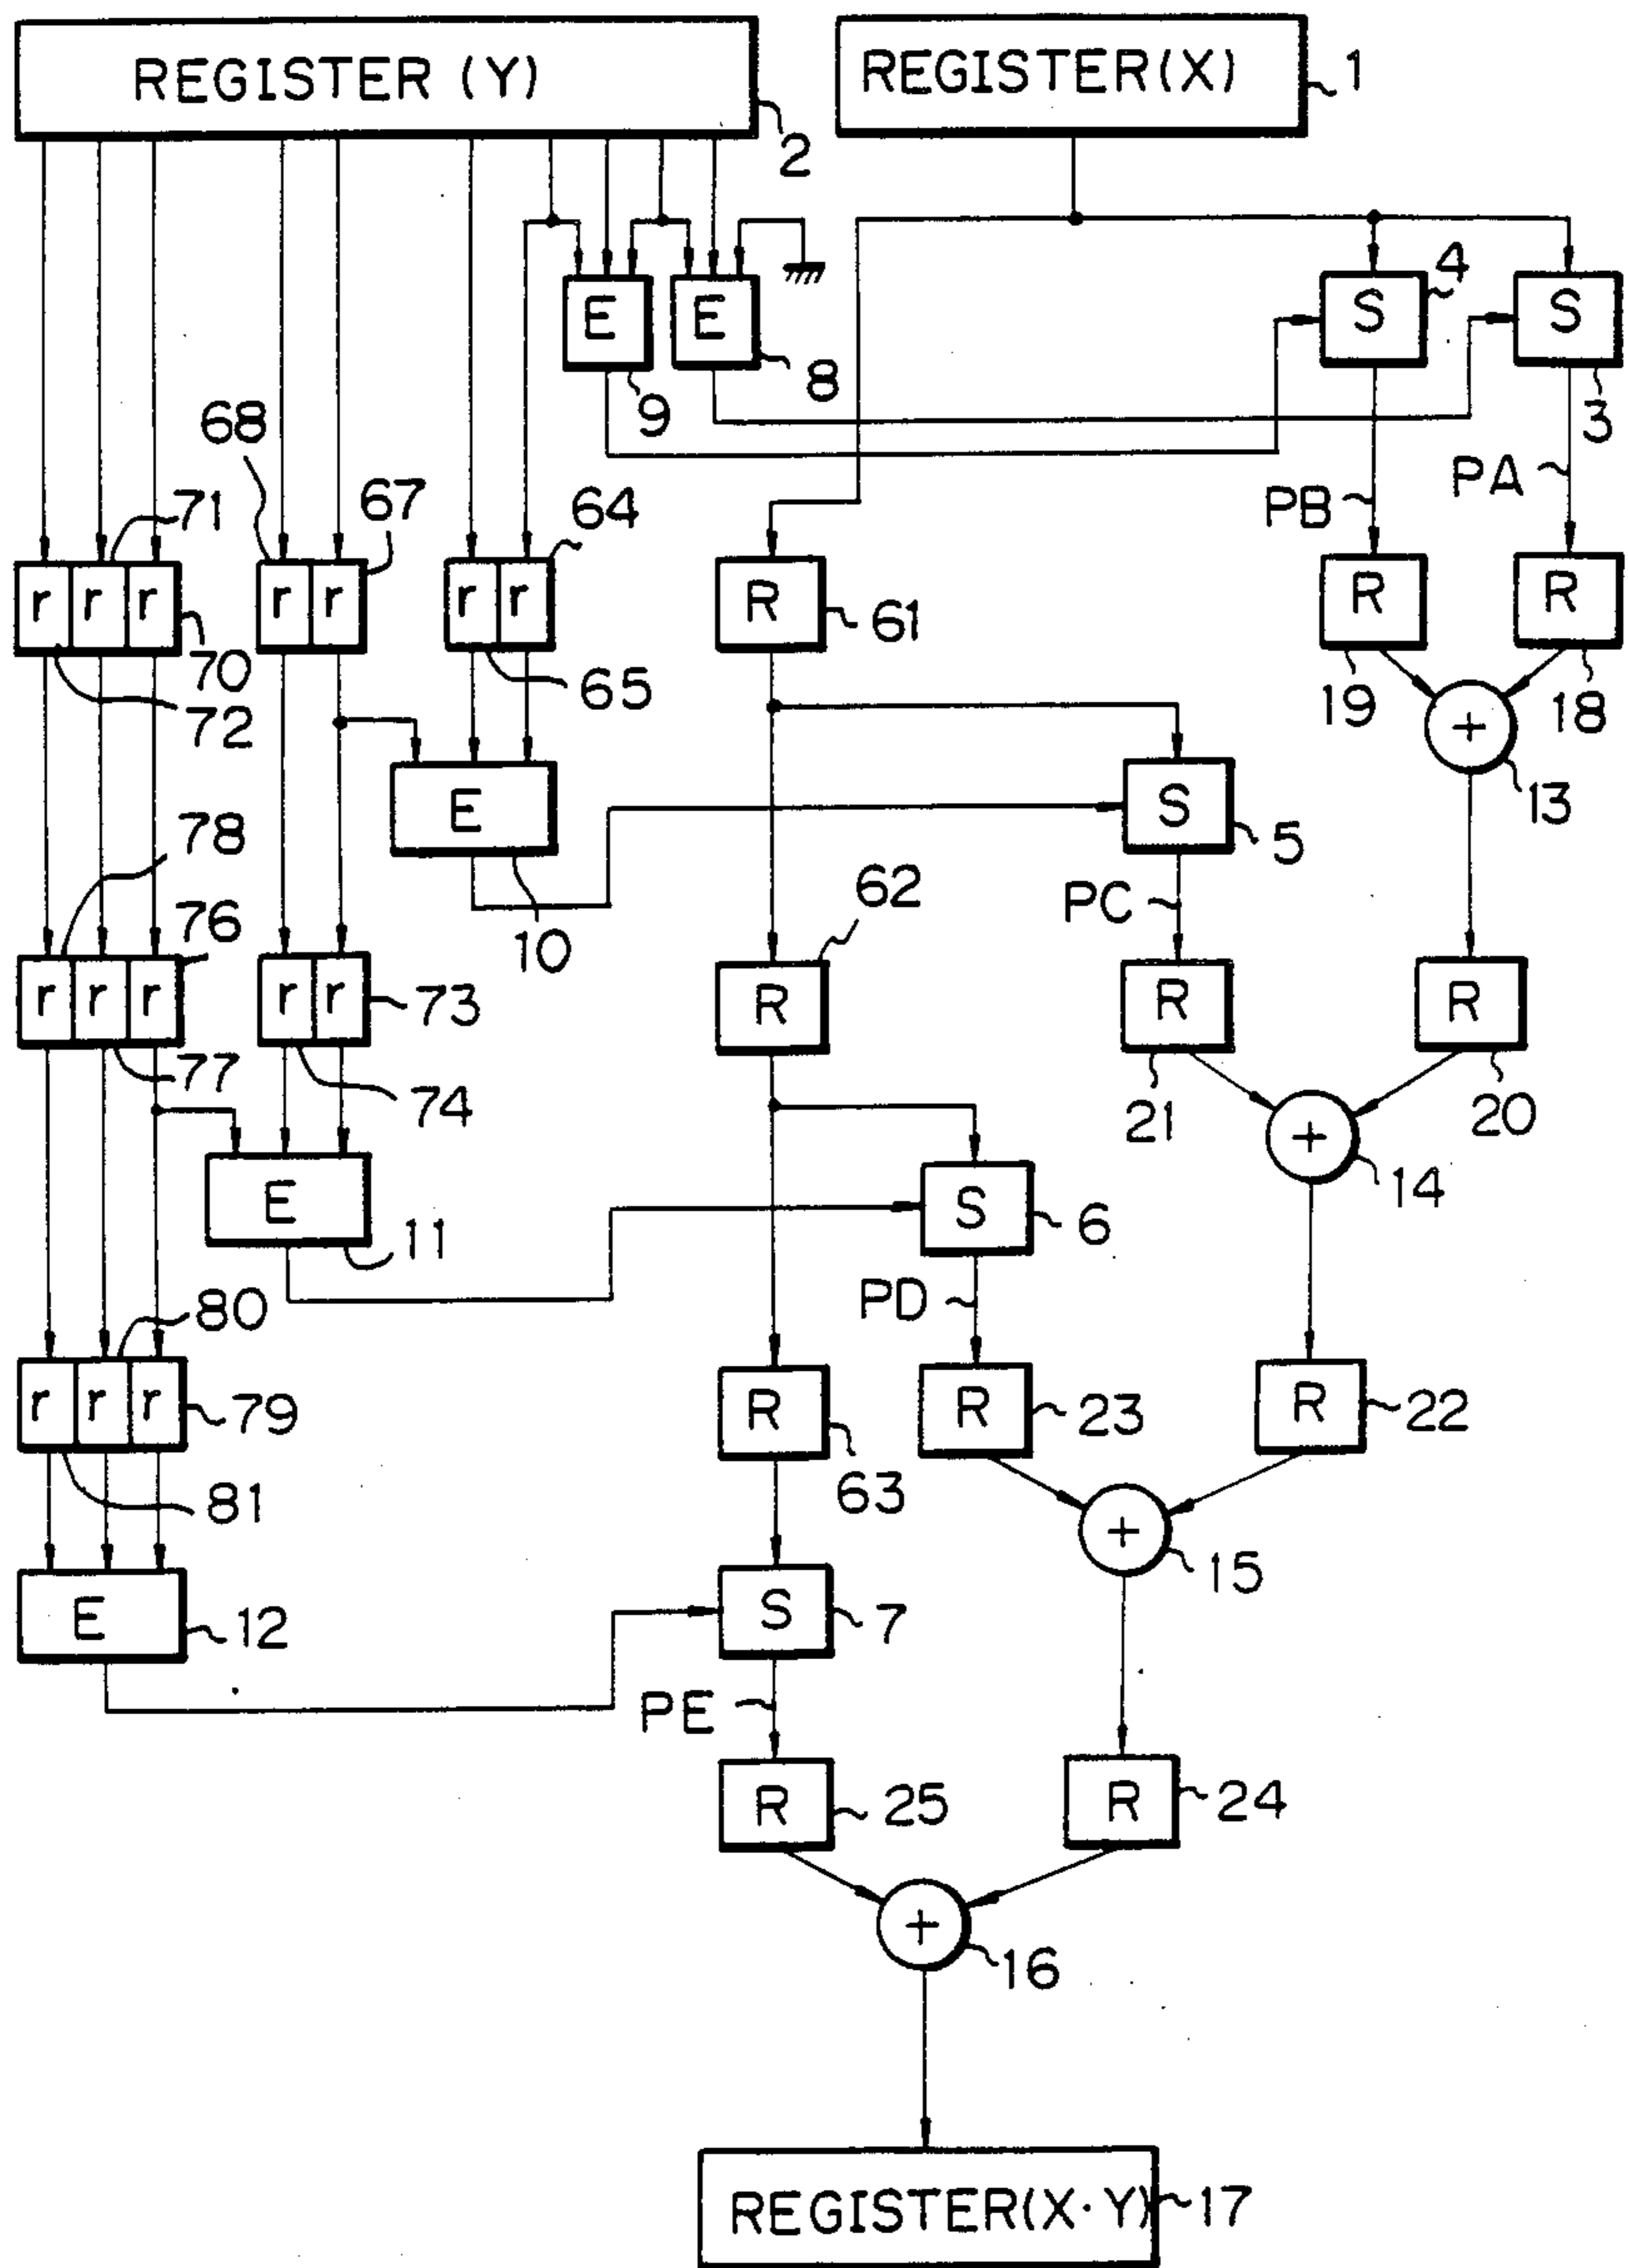 REGISTER (Y)
2
REGISTER(X)
1
E
9
E
8
S
4
S
3
68
71
67
64
PB
PA
r r r
70
72
r r
r r
65
R
61
R
19
R
18
+
13
E
10
S
5
78
76
62
PC
r r r
77
r r
73
74
R
R
21
R
20
+
14
E
11
S
6
80
PD
r r r
79
81
R
63
R
23
R
22
+
15
E
12
S
7
PE
R
25
R
24
+
16
REGISTER(X·Y)
17